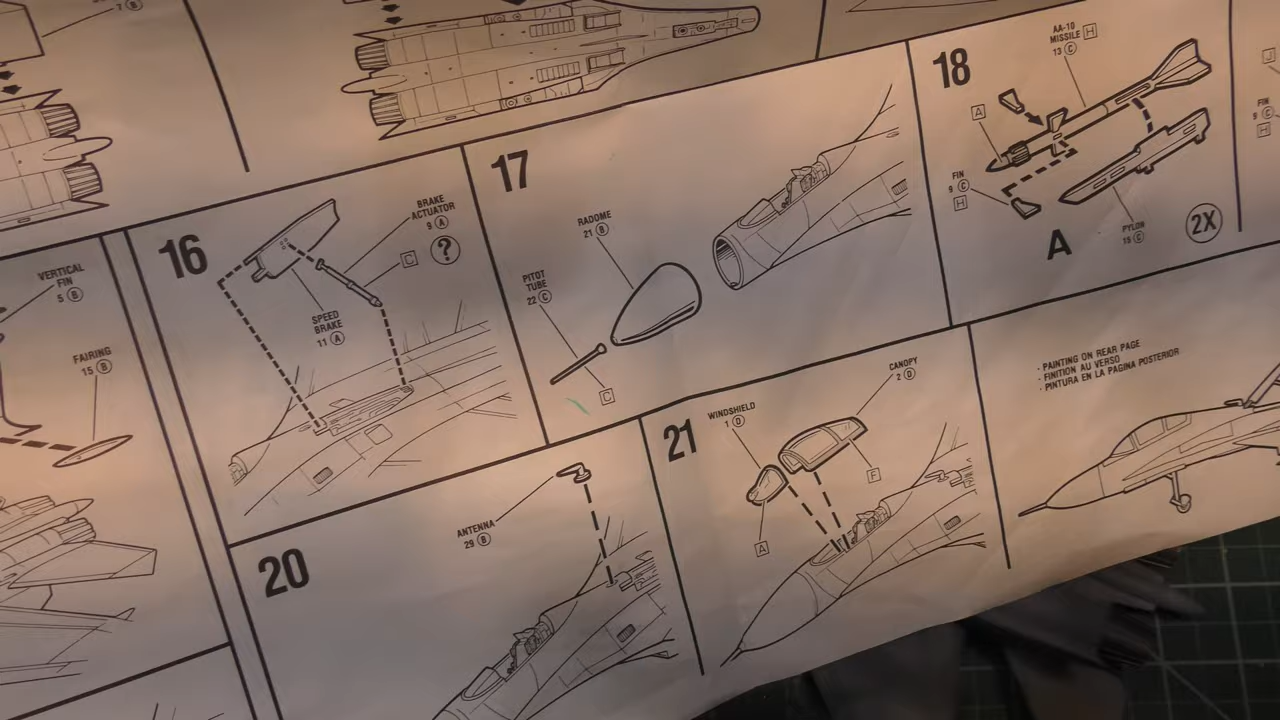 7 Ⓑ
VERTICAL
FIN
5 Ⓑ
FAIRING
15 Ⓑ
16
BRAKE
ACTUATOR
9 Ⓐ
C
?
SPEED
BRAKE
11 Ⓐ
17
RADOME
21 Ⓑ
PITOT
TUBE
22 Ⓒ
C
18
AA-10
MISSILE H
13 Ⓒ
A
FIN
9 Ⓒ
H
PYLON
15 Ⓒ
A
2X
J
FIN
9 Ⓒ
H
20
ANTENNA
29 Ⓑ
21
WINDSHIELD
1 Ⓓ
CANOPY
2 Ⓓ
F
A
· PAINTING ON REAR PAGE
· FINITION AU VERSO
· PINTURA EN LA PAGINA POSTERIOR